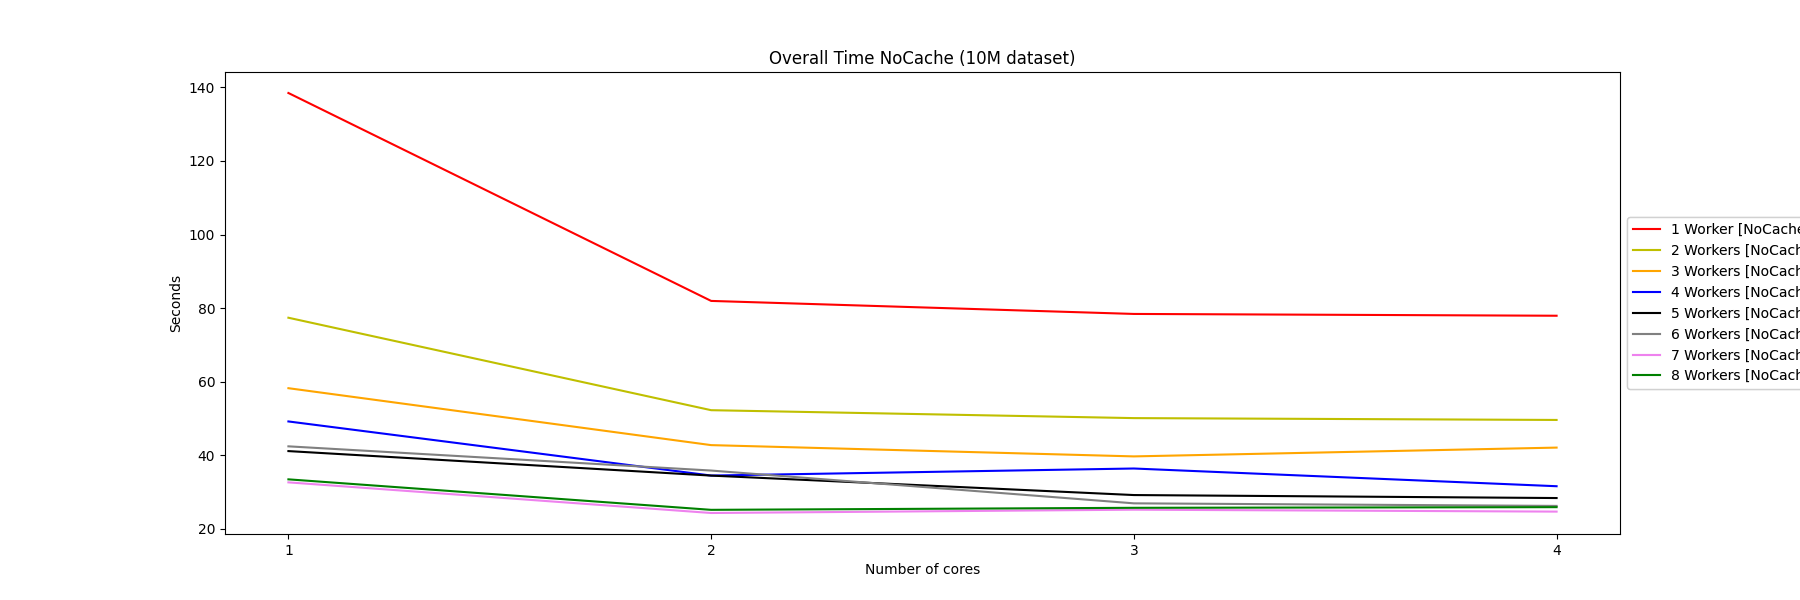 Overall Time NoCache (10M dataset)
140
120
100
80
60
40
20
Seconds
1 2 3 4
Number of cores
1 Worker [NoCache
2 Workers [NoCach
3 Workers [NoCach
4 Workers [NoCach
5 Workers [NoCach
6 Workers [NoCach
7 Workers [NoCach
8 Workers [NoCach